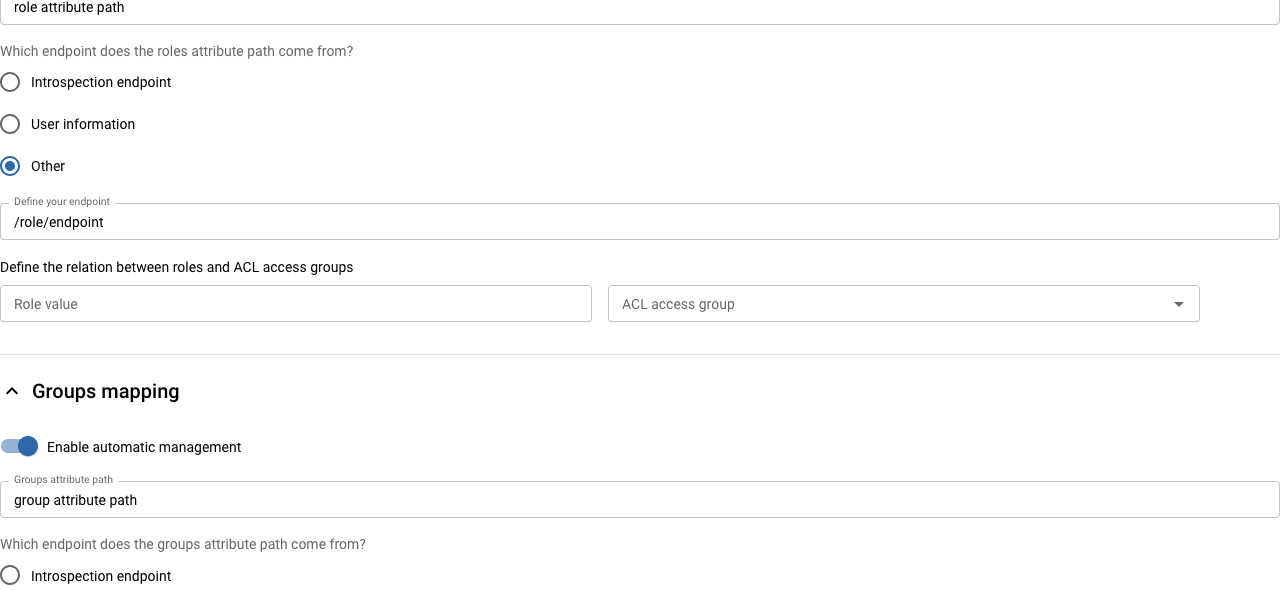 role attribute path
Which endpoint does the roles attribute path come from?
Introspection endpoint
User information
Other
Define your endpoint
/role/endpoint
Define the relation between roles and ACL access groups
Role value
ACL access group
Groups mapping
Enable automatic management
Groups attribute path
group attribute path
Which endpoint does the groups attribute path come from?
Introspection endpoint